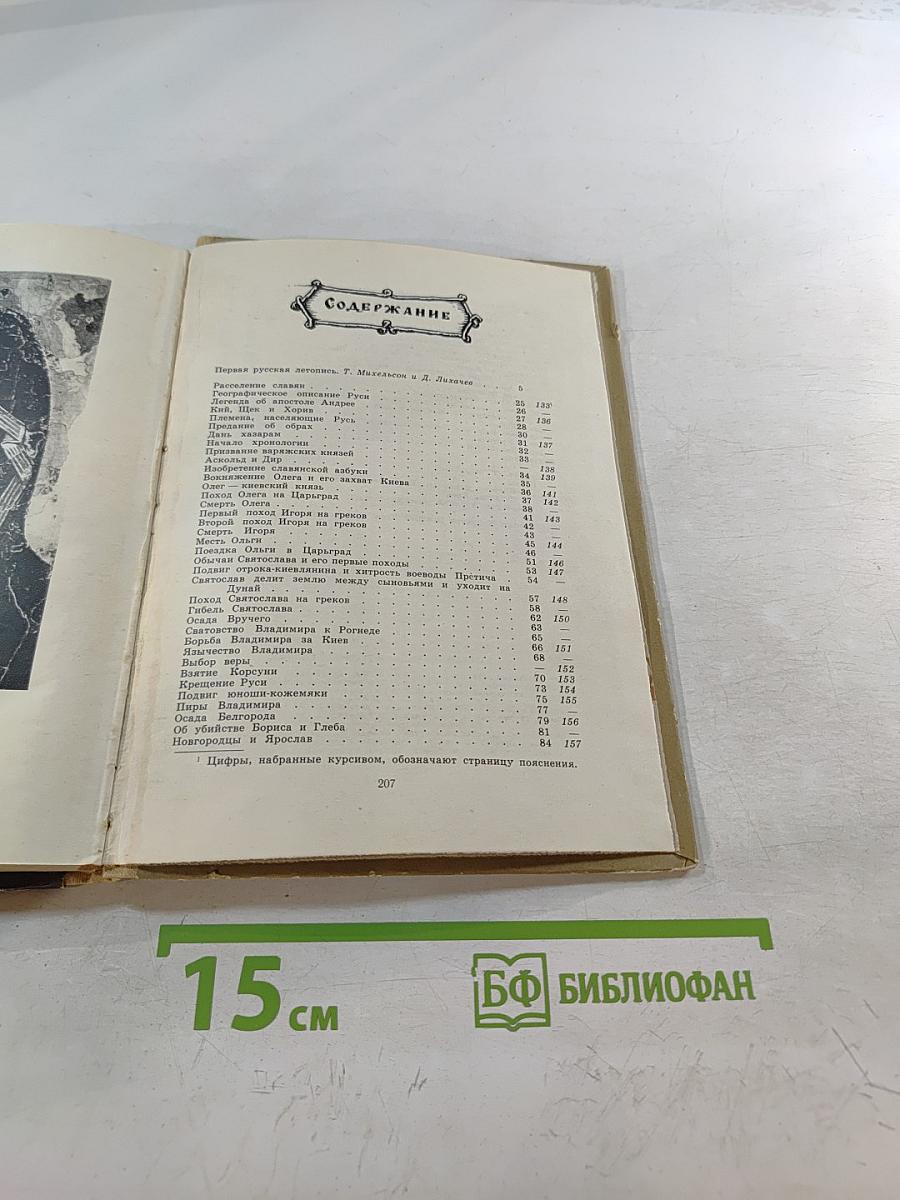 Содержание
Первая русская летопись. Т. Михельсон и Д. Лихачев . . 5
Расселение славян . . . 25 133¹
Географическое описание Руси . . . 26 —
Легенда об апостоле Андрее . . . 27 136
Кий, Щек и Хорив . . . 28 —
Племена, населяющие Русь . . . 30 —
Предание об обрах . . . 31 137
Дань хазарам . . . 32 —
Начало хронологии . . . 33 —
Призвание варяжских князей . . . — 138
Аскольд и Дир . . . 34 139
Изобретение славянской азбуки . . . 35 —
Вокняжение Олега и его захват Киева . . . 36 141
Олег — киевский князь . . . 37 142
Поход Олега на Царьград . . . 38 —
Смерть Олега . . . 41 143
Первый поход Игоря на греков . . . 42 —
Второй поход Игоря на греков . . . 43 —
Смерть Игоря . . . 45 144
Месть Ольги . . . 46 —
Поездка Ольги в Царьград . . . 51 146
Обычаи Святослава и его первые походы . . . 53 147
Подвиг отрока-киевлянина и хитрость воеводы Претича 54 —
Святослав делит землю между сыновьями и уходит на
Дунай . . . 57 148
Поход Святослава на греков . . . 58 —
Гибель Святослава . . . 62 150
Осада Вручего . . . 63 —
Сватовство Владимира к Рогнеде . . . 65 —
Борьба Владимира за Киев . . . 66 151
Язычество Владимира . . . 68 —
Выбор веры . . . — 152
Взятие Корсуни . . . 70 153
Крещение Руси . . . 73 154
Подвиг юноши-кожемяки . . . 75 155
Пиры Владимира . . . 77 —
Осада Белгорода . . . 79 156
Об убийстве Бориса и Глеба . . . 81 —
Новгородцы и Ярослав . . . 84 157
¹ Цифры, набранные курсивом, обозначают страницу пояснения.
207
15 см
БФ БИБЛИОФАН